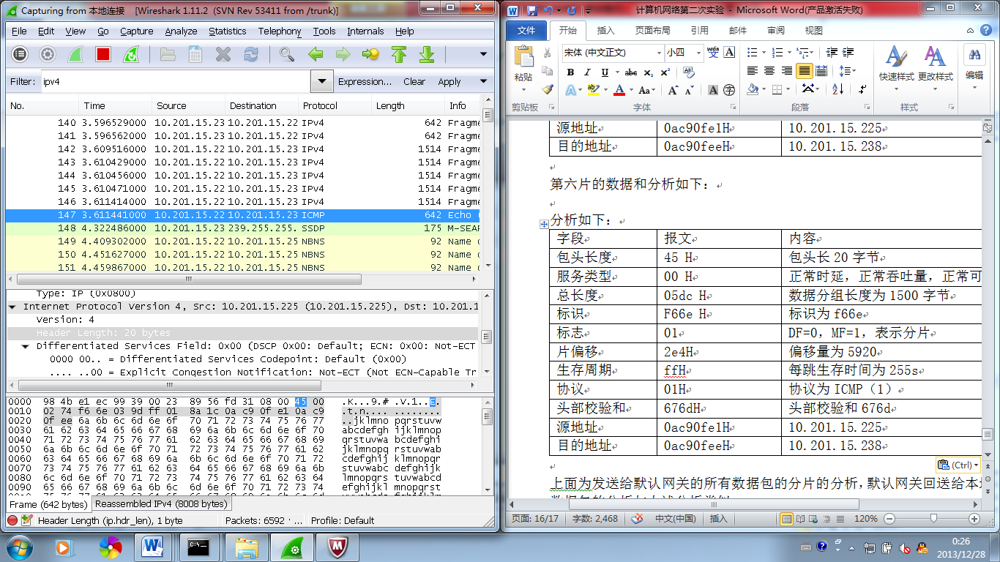 Capturing from 本地连接 [Wireshark 1.11.2 (SVN Rev 53411 from /trunk)]
File Edit View Go Capture Analyze Statistics Telephony Tools Internals Help
Filter: ipv4 Expression... Clear Apply
No. Time Source Destination Protocol Length Info
140 3.596529000 10.201.15.23 10.201.15.22 IPv4 642 Fragme
141 3.596562000 10.201.15.23 10.201.15.22 IPv4 642 Fragme
142 3.609516000 10.201.15.22 10.201.15.23 IPv4 1514 Fragme
143 3.610429000 10.201.15.22 10.201.15.23 IPv4 1514 Fragme
144 3.610456000 10.201.15.22 10.201.15.23 IPv4 1514 Fragme
145 3.610471000 10.201.15.22 10.201.15.23 IPv4 1514 Fragme
146 3.611414000 10.201.15.22 10.201.15.23 IPv4 1514 Fragme
147 3.611441000 10.201.15.22 10.201.15.23 ICMP 642 Echo
148 4.322486000 10.201.15.23 239.255.255. SSDP 175 M-SEAR
149 4.409302000 10.201.15.22 10.201.15.23 NBNS 92 Name
150 4.451627000 10.201.15.22 10.201.15.23 NBNS 92 Name
151 4.459867000 10.201.15.22 10.201.15.23 NBNS 92 Name
Type: IP (0x0800)
Internet Protocol Version 4, Src: 10.201.15.225 (10.201.15.225), Dst: 10.201.1
Version: 4
Header Length: 20 bytes
Differentiated Services Field: 0x00 (DSCP 0x00: Default; ECN: 0x00: Not-ECT
0000 00.. = Differentiated Services Codepoint: Default (0x00)
.... ..00 = Explicit Congestion Notification: Not-ECT (Not ECN-Capable Tr
0000 98 4b e1 ec 99 39 00 23 89 56 fd 31 08 00 45 00 .K...9.# .V.1..E.
0010 02 74 f6 6e 03 9d ff 01 8a 1c 0a c9 0f e1 0a c9 .t.n.... ........
0020 0f ee 6a 6b 6c 6d 6e 6f 70 71 72 73 74 75 76 77 ..jklmno pqrstuvw
0030 61 62 63 64 65 66 67 68 69 6a 6b 6c 6d 6e 6f 70 abcdefgh ijklmnop
0040 71 72 73 74 75 76 77 61 62 63 64 65 66 67 68 69 qrstuvwa bcdefghi
0050 6a 6b 6c 6d 6e 6f 70 71 72 73 74 75 76 77 61 62 jklmnopq rstuvwab
0060 63 64 65 66 67 68 69 6a 6b 6c 6d 6e 6f 70 71 72 cdefghij klmnopqr
0070 73 74 75 76 77 61 62 63 64 65 66 67 68 69 6a 6b stuvwabc defghijk
0080 6c 6d 6e 6f 70 71 72 73 74 75 76 77 61 62 63 64 lmnopqrs tuvwabcd
0090 65 66 67 68 69 6a 6b 6c 6d 6e 6f 70 71 72 73 74 efghijkl mnopqrst
Frame (642 bytes) Reassembled IPv4 (8008 bytes)
Header Length (ip.hdr_len), 1 byte Packets: 6592 · ... Profile: Default
计算机网络第二次实验 - Microsoft Word(产品激活失败)
文件 开始 插入 页面布局 引用 邮件 审阅 视图
宋体 (中文正文) 小四
粘贴 快速样式 更改样式 编辑
剪贴板 字体 段落 样式
源地址 0ac90fe1H 10.201.15.225
目的地址 0ac90feeH 10.201.15.238
第六片的数据和分析如下：
分析如下：
字段 报文 内容
包头长度 45 H 包头长 20 字节
服务类型 00 H 正常时延，正常吞吐量，正常可
总长度 05dc H 数据分组长度为 1500 字节
标识 F66e H 标识为 f66e
标志 01 DF=0，MF=1，表示分片
片偏移 2e4H 偏移量为 5920
生存周期 ffH 每跳生存时间为 255s
协议 01H 协议为 ICMP（1）
头部校验和 676dH 头部校验和 676d
源地址 0ac90fe1H 10.201.15.225
目的地址 0ac90feeH 10.201.15.238
(Ctrl)
上面为发送给默认网关的所有数据包的分片的分析，默认网关回送给本地
页面: 16/17 字数: 2,468 中文(中国) 插入 120%
0:26
2013/12/28